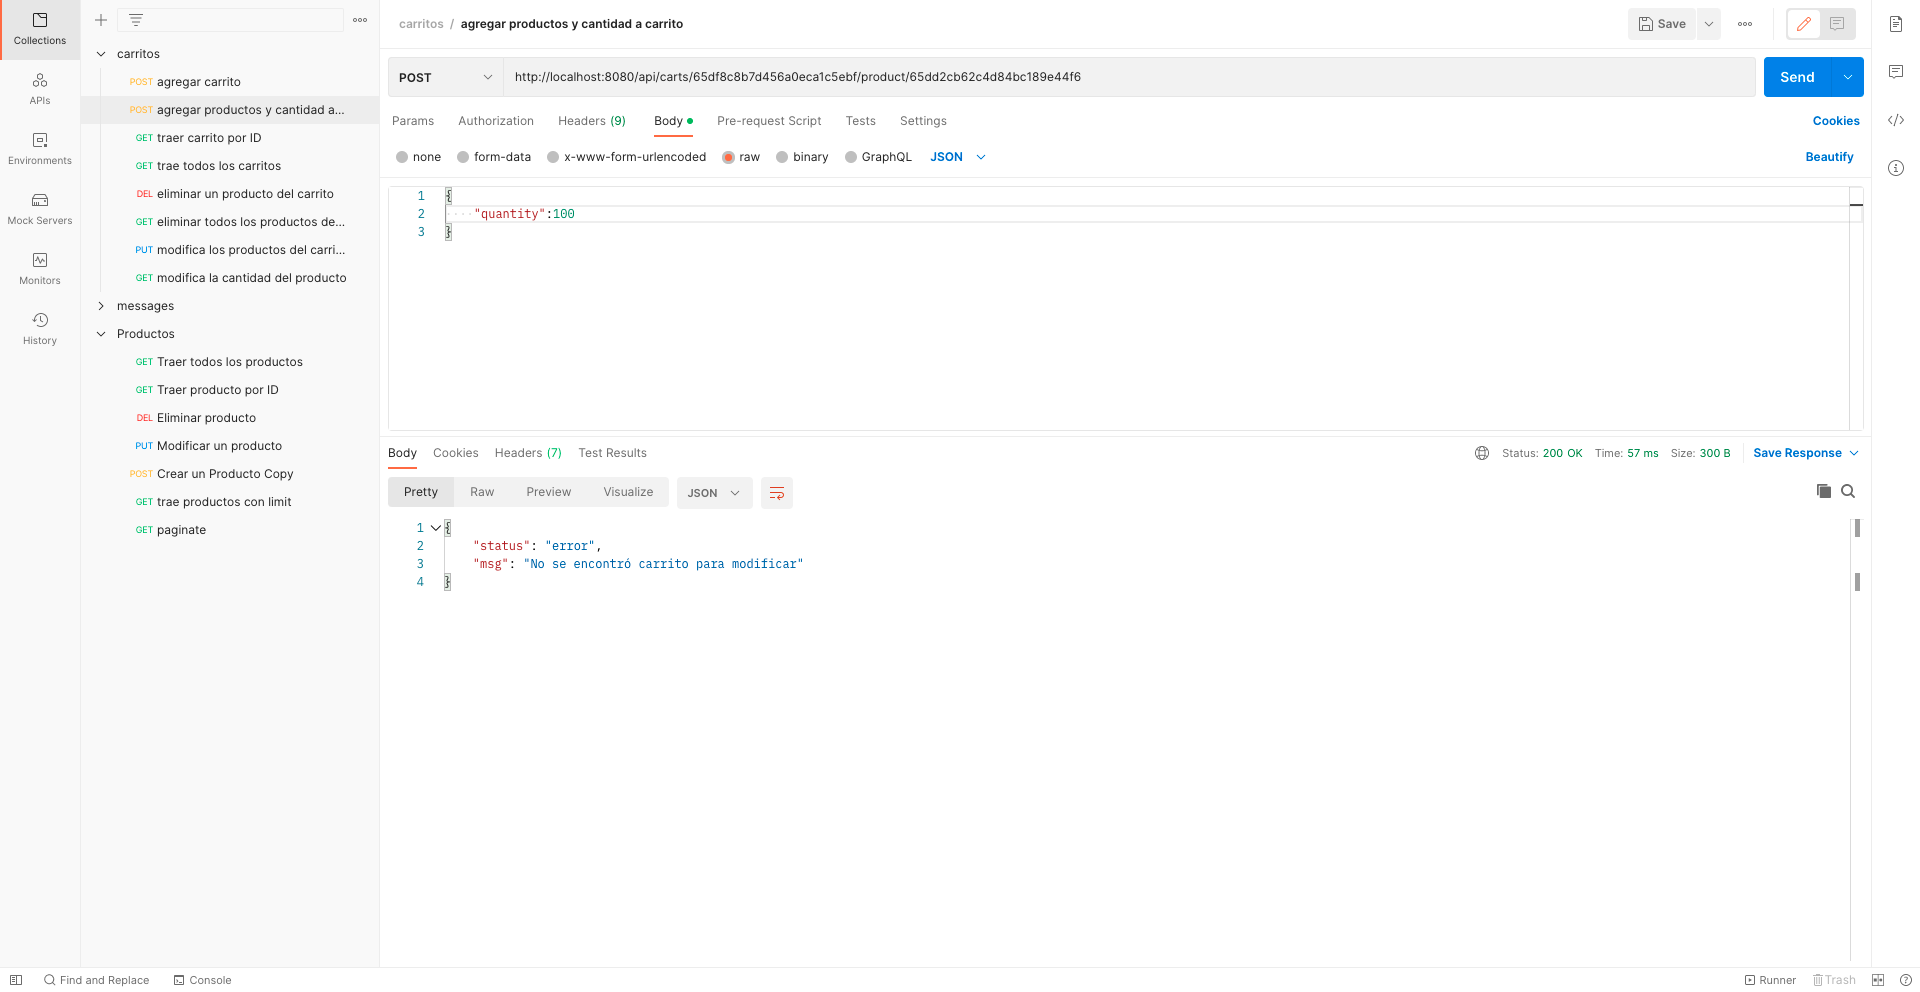 Collections
APIs
Environments
Mock Servers
Monitors
History
carritos
POST agregar carrito
POST agregar productos y cantidad a...
GET traer carrito por ID
GET trae todos los carritos
DEL eliminar un producto del carrito
GET eliminar todos los productos de...
PUT modifica los productos del carri...
GET modifica la cantidad del producto
messages
Productos
GET Traer todos los productos
GET Traer producto por ID
DEL Eliminar producto
PUT Modificar un producto
POST Crear un Producto Copy
GET trae productos con limit
GET paginate
carritos / agregar productos y cantidad a carrito
Save
POST http://localhost:8080/api/carts/65df8c8b7d456a0eca1c5ebf/product/65dd2cb62c4d84bc189e44f6 Send
Params Authorization Headers (9) Body Pre-request Script Tests Settings Cookies
none form-data x-www-form-urlencoded raw binary GraphQL JSON Beautify
1 {
2 ····"quantity":100
3 }
Body Cookies Headers (7) Test Results Status: 200 OK Time: 57 ms Size: 300 B Save Response
Pretty Raw Preview Visualize JSON
1 {
2 "status": "error",
3 "msg": "No se encontró carrito para modificar"
4 }
Find and Replace Console Runner Trash